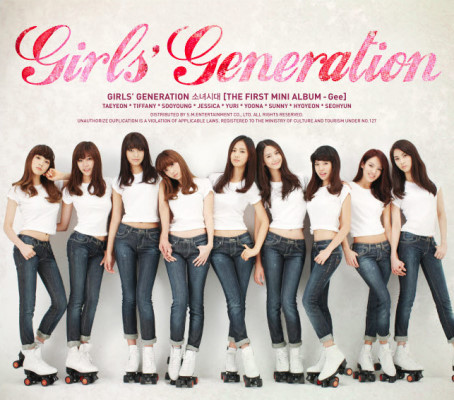 Girls' Generation
GIRLS' GENERATION 소녀시대 [THE FIRST MINI ALBUM - Gee]
TAEYEON * TIFFANY * SOOYOUNG * JESSICA * YURI * YOONA * SUNNY * HYOYEON * SEOHYUN
DISTRIBUTED BY S.M.ENTERTAINMENT CO., LTD. ALL RIGHTS RESERVED.
UNAUTHORIZE DUPLICATION IS A VIOLATION OF APPLICABLE LAWS. REGISTERED TO THE MINISTRY OF CULTURE AND TOURISM UNDER NO.127